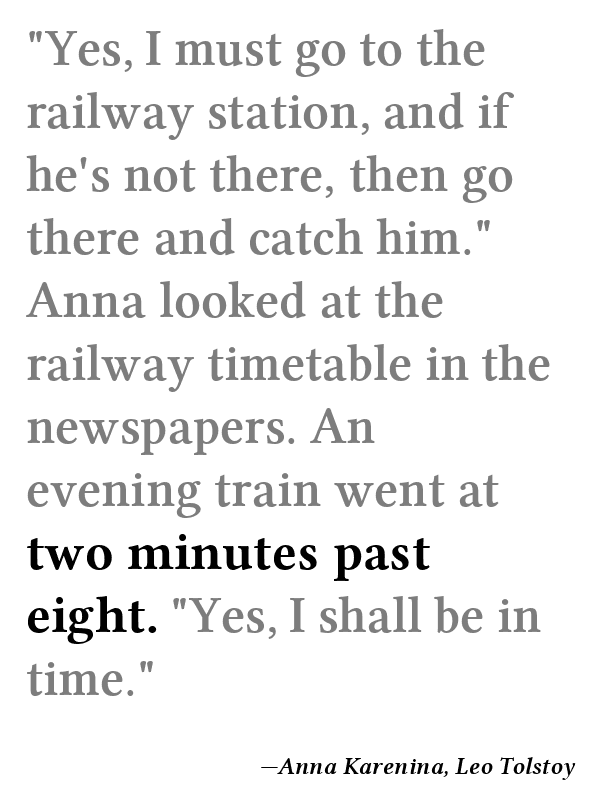 "Yes, I must go to the
railway station, and if
he's not there, then go
there and catch him."
Anna looked at the
railway timetable in the
newspapers. An
evening train went at
two minutes past
eight. "Yes, I shall be in
time."
—Anna Karenina, Leo Tolstoy